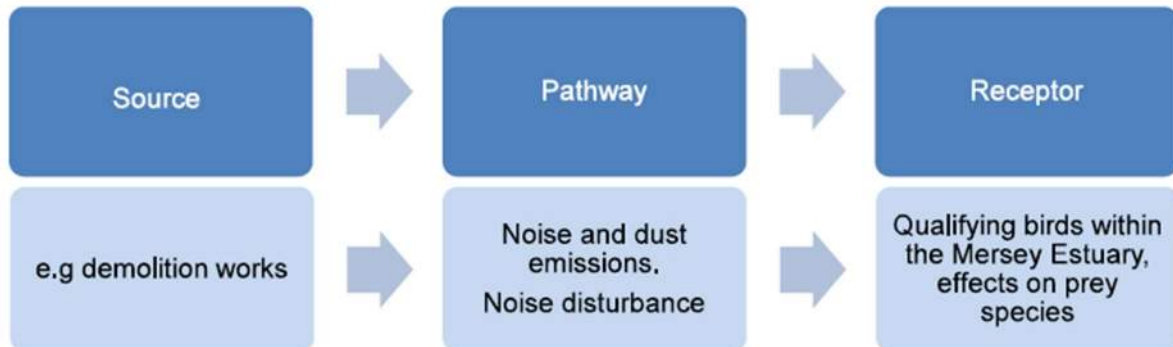 Source
Pathway
Receptor
e.g demolition works
Noise and dust
emissions.
Noise disturbance
Qualifying birds within
the Mersey Estuary,
effects on prey
species